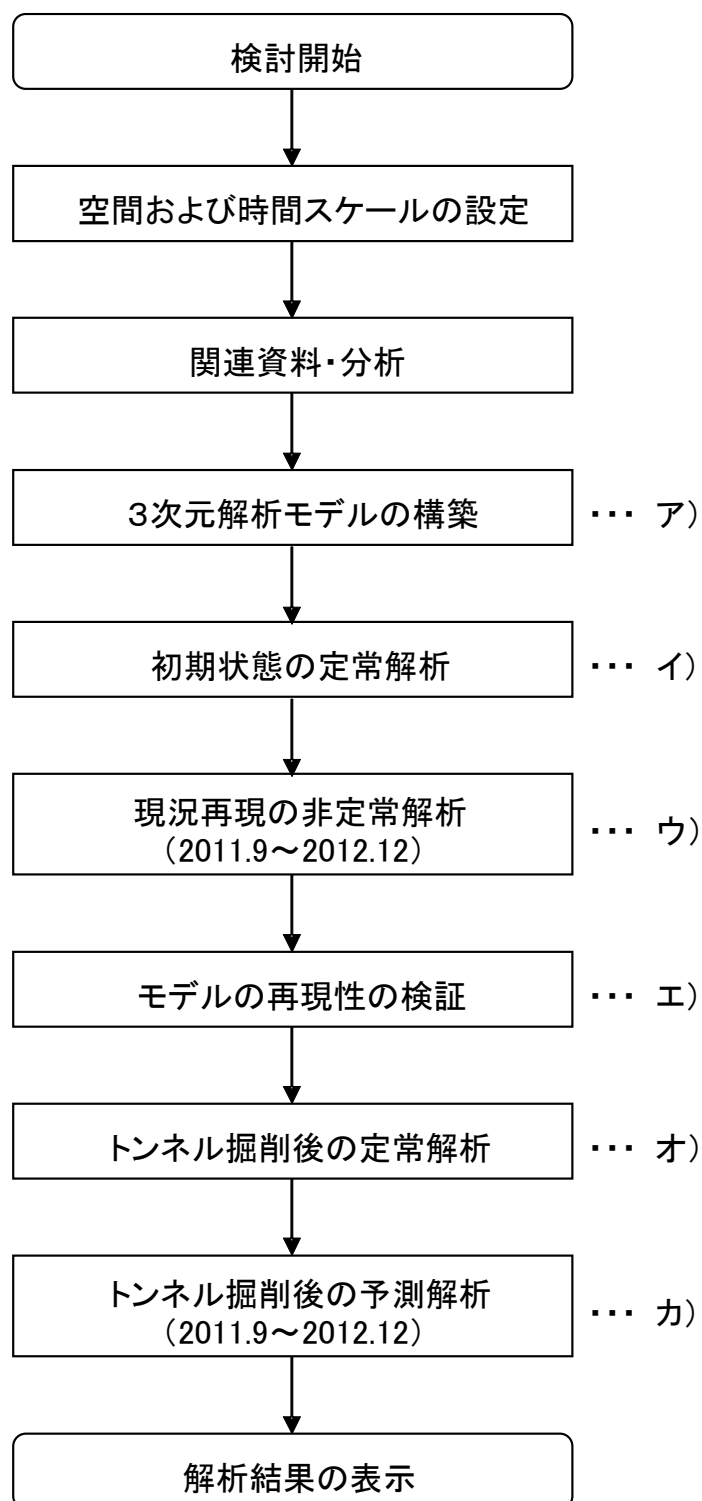 検討開始
空間および時間スケールの設定
関連資料・分析
３次元解析モデルの構築 ・・・ ア）
初期状態の定常解析 ・・・ イ）
現況再現の非定常解析
（2011.9～2012.12） ・・・ ウ）
モデルの再現性の検証 ・・・ エ）
トンネル掘削後の定常解析 ・・・ オ）
トンネル掘削後の予測解析
（2011.9～2012.12） ・・・ カ）
解析結果の表示